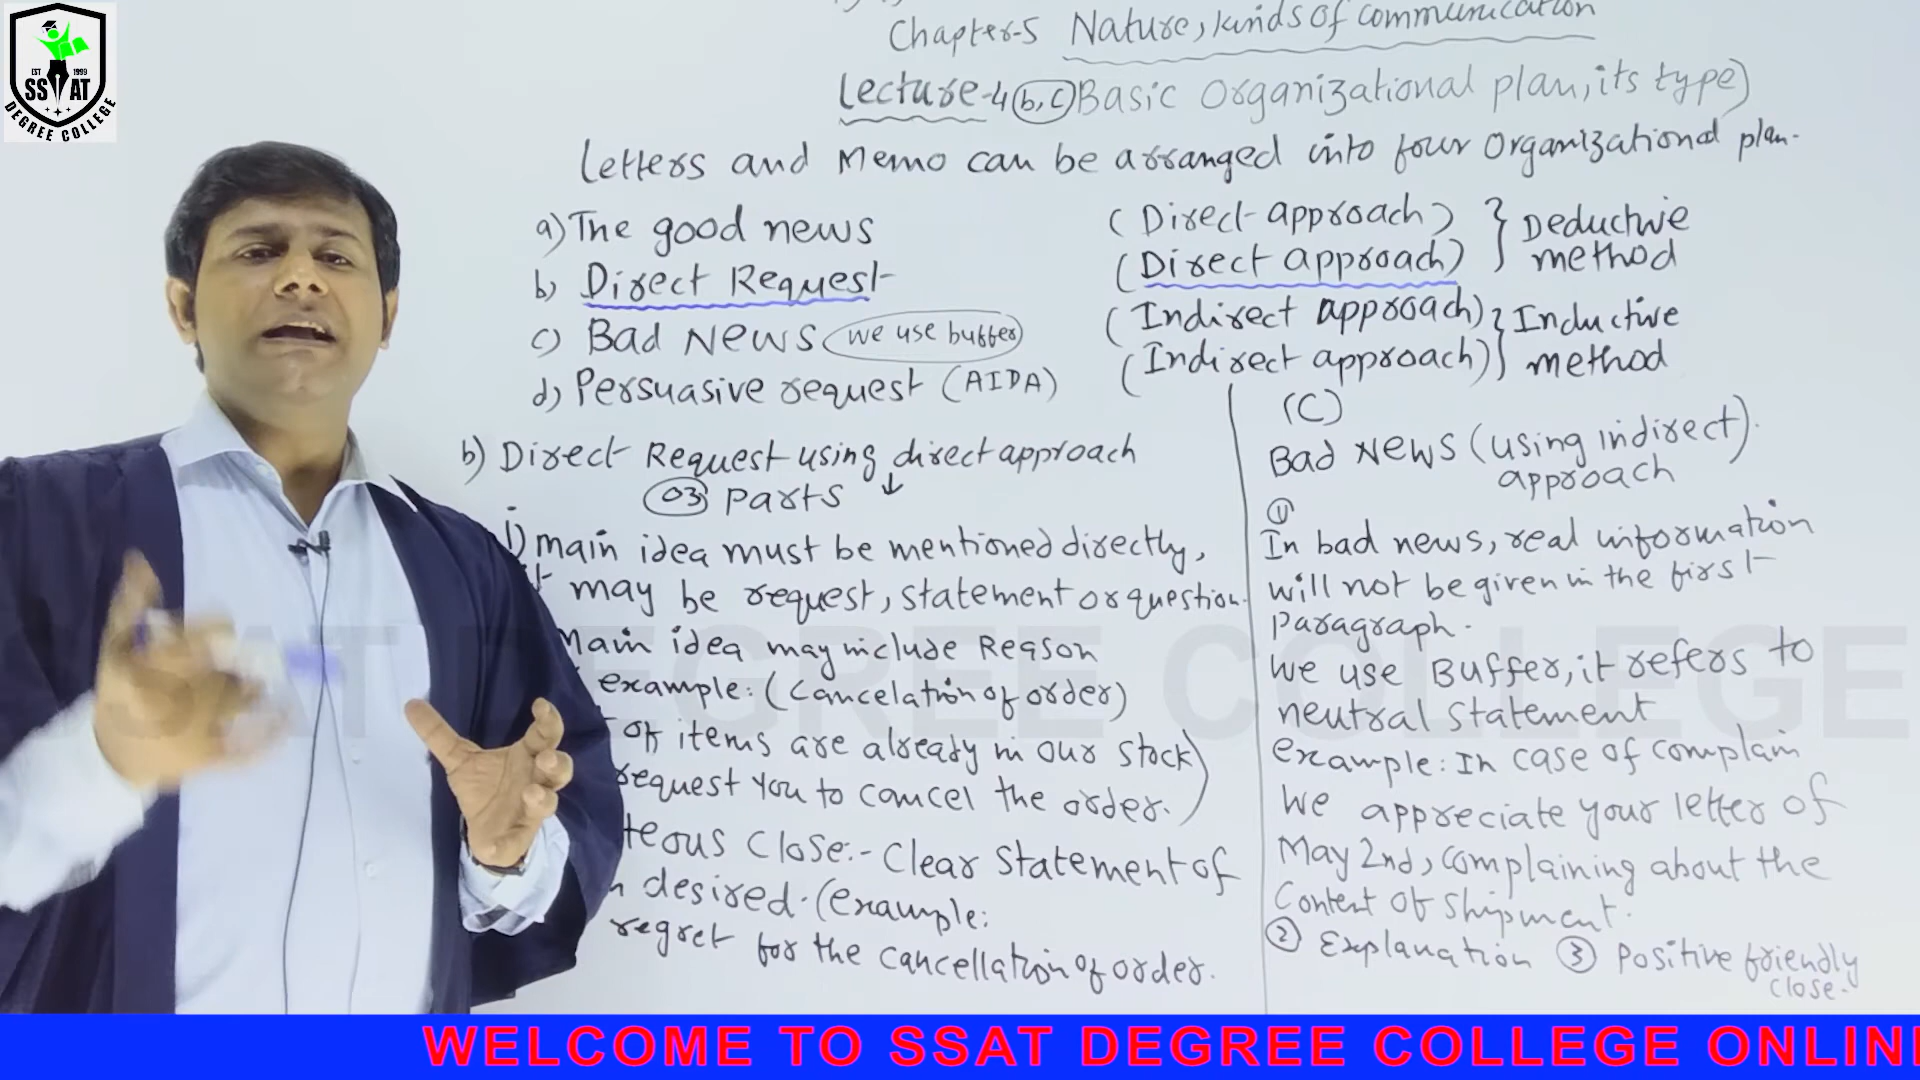 EST 1999
SSAT
DEGREE COLLEGE
Chapter-5 Nature, kinds of communication
Lecture-4 (b,c) Basic Organizational plan, its type)
Letters and Memo can be arranged into four Organizational plan.
a) The good news (Direct approach) } Deductive
b) Direct Request (Direct approach) method
c) Bad News (we use buffer) (Indirect approach) } Inductive
d) Persuasive request (AIDA) (Indirect approach) method
b) Direct Request using direct approach
03 parts ↓
i) main idea must be mentioned directly,
it may be request, statement or question.
Main idea may include Reason
example: (Cancelation of order)
of items are already in our stock
request you to cancel the order.)
teous Close:- Clear Statement of
n desired. (example:
regret for the cancellation of order.
(C)
Bad News (using indirect)
approach
①
In bad news, real information
will not be given in the first
paragraph.
We use Buffer, it refers to
neutral statement
example: In case of complain
We appreciate your letter of
May 2nd, complaining about the
Content of shipment.
② Explanation ③ Positive friendly
close.
SSAT DEGREE COLLEGE
WELCOME TO SSAT DEGREE COLLEGE ONLIN